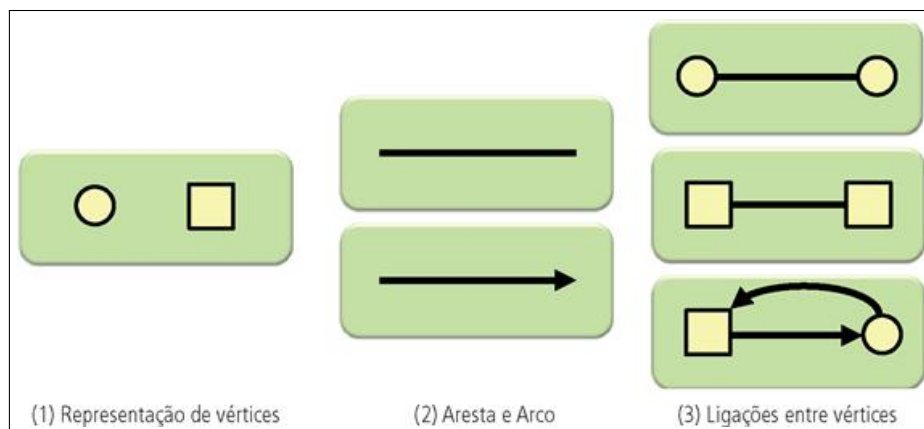 (1) Representação de vértices
(2) Aresta e Arco
(3) Ligações entre vértices